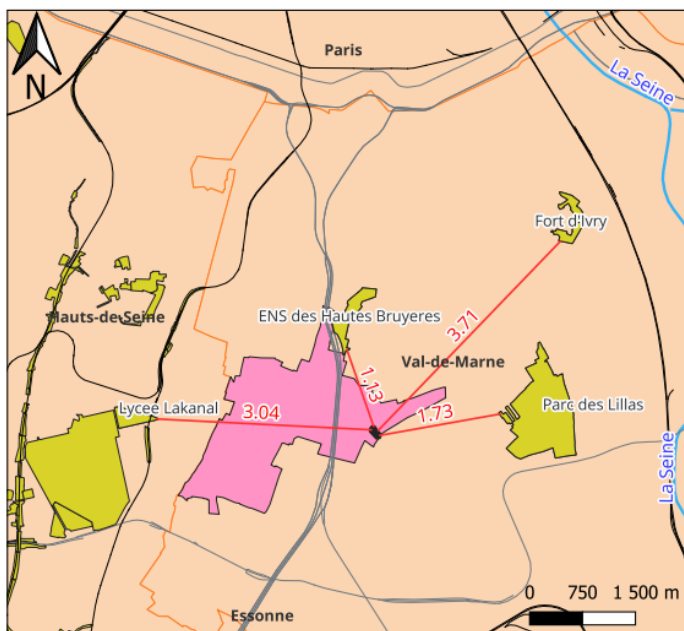 Paris
N
La Seine
Fort d'Ivry
Hauts-de-Seine
ENS des Hautes Bruyeres
3.71
1.13
Val-de-Marne
Lycee Lakanal
3.04
1.73
Parc des Lillas
La Seine
0 750 1 500 m
Essonne